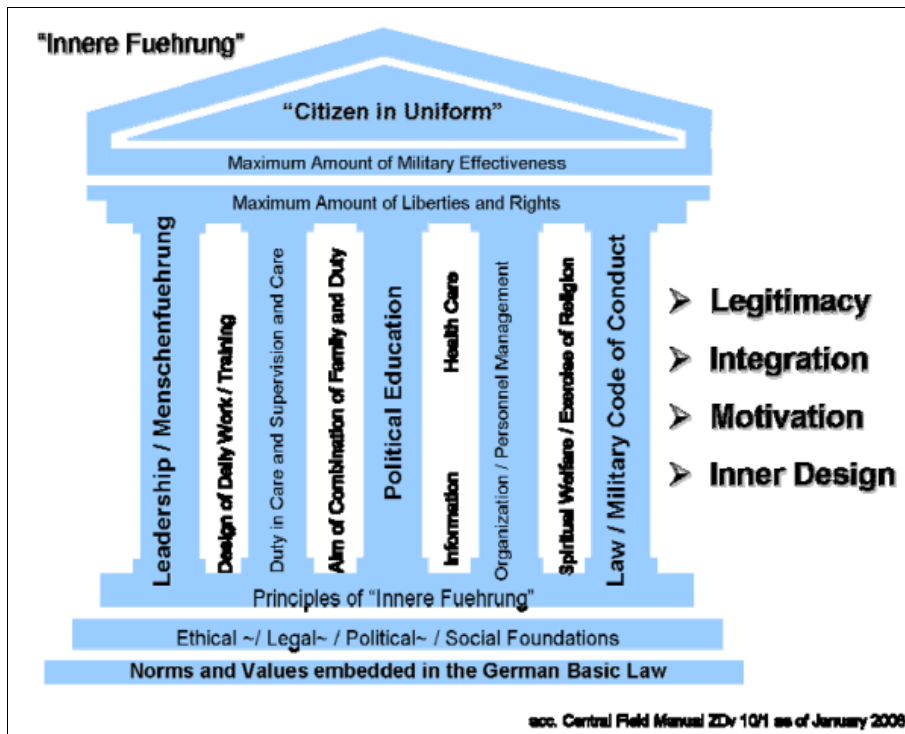 "Innere Fuehrung"
"Citizen in Uniform"
Maximum Amount of Military Effectiveness
Maximum Amount of Liberties and Rights
Leadership / Menschenfuehrung
Design of Daily Work / Training
Duty in Care and Supervision and Care
Aim of Combination of Family and Duty
Political Education
Information Health Care
Organization / Personnel Management
Spiritual Welfare / Exercise of Religion
Law / Military Code of Conduct
➢ Legitimacy
➢ Integration
➢ Motivation
➢ Inner Design
Principles of "Innere Fuehrung"
Ethical ~/ Legal~ / Political~ / Social Foundations
Norms and Values embedded in the German Basic Law
acc. Central Field Manual ZDv 10/1 as of January 2008